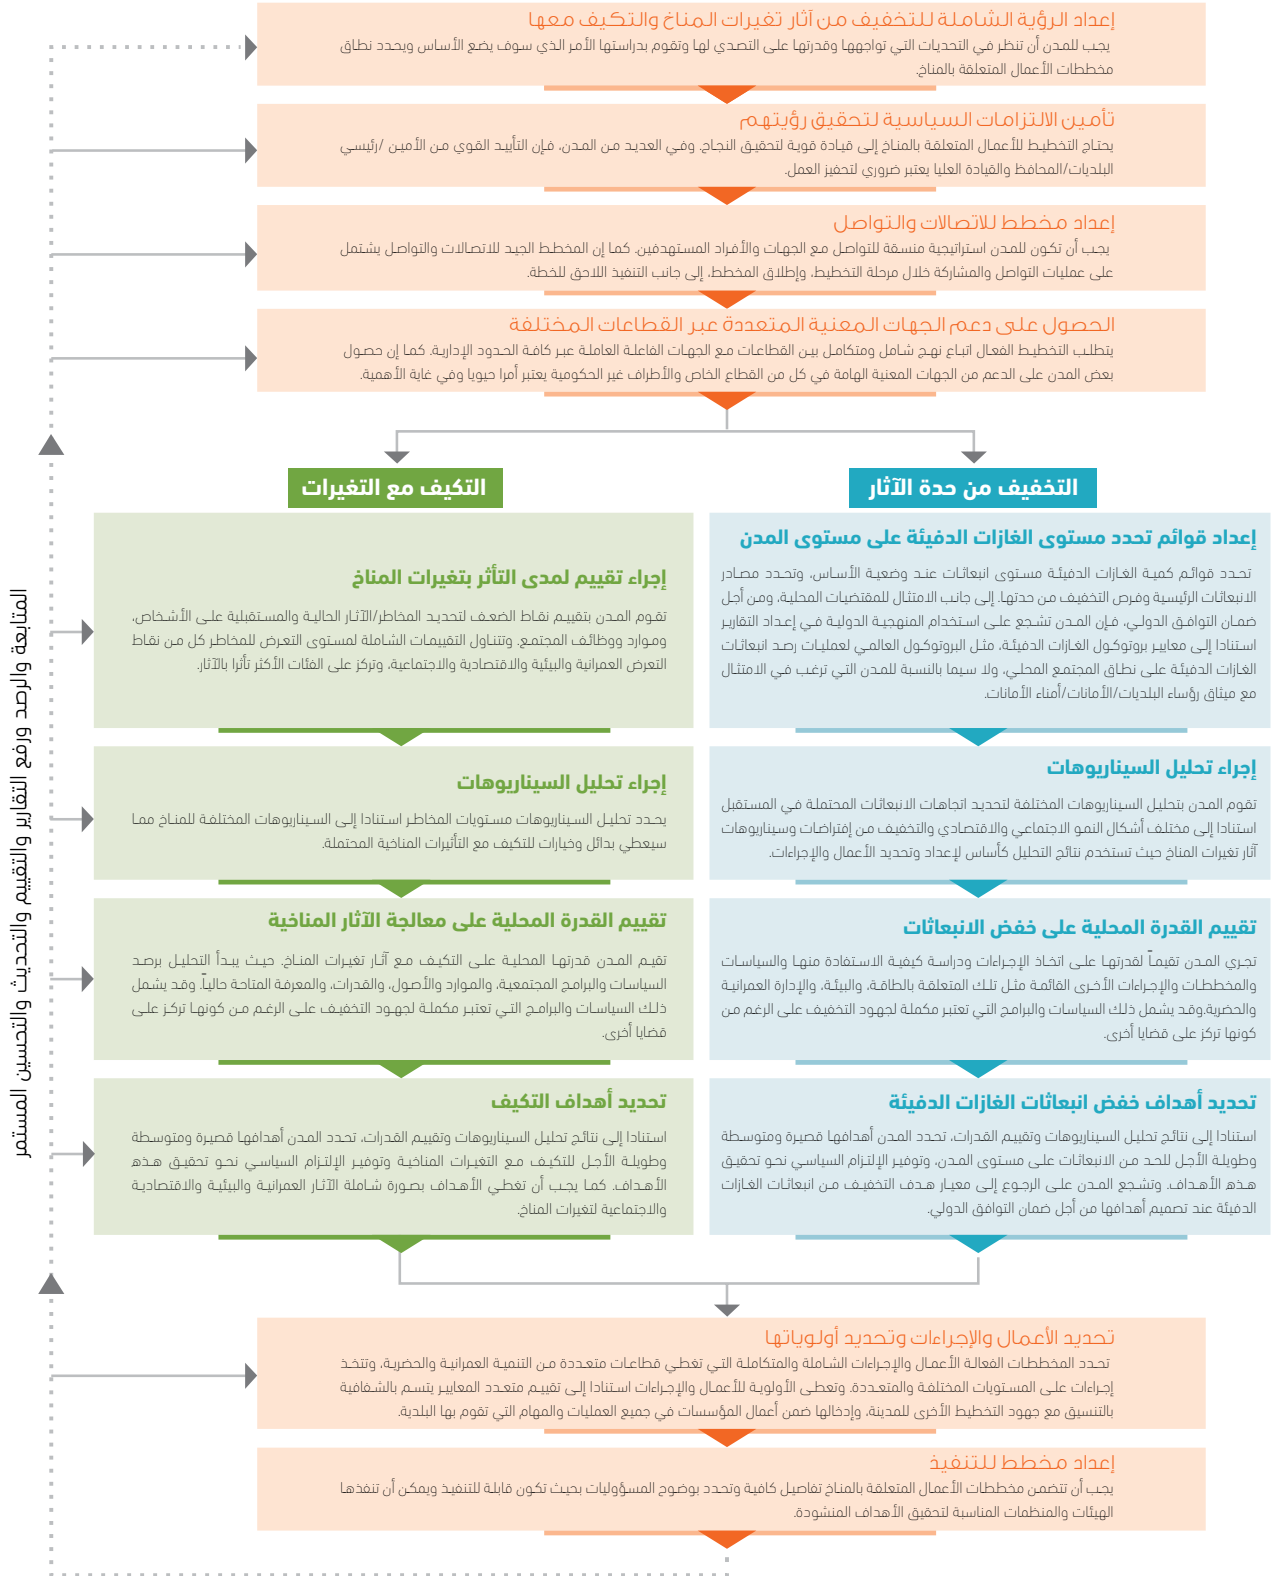 إعداد الرؤية الشاملة للتخفيف من آثار تغيرات المناخ والتكيف معها
يجب للمدن أن تنظر في التحديات التي تواجهها وقدرتها على التصدي لها وتقوم بدراستها الأمر الذي سوف يضع الأساس ويحدد نطاق
مخططات الأعمال المتعلقة بالمناخ.
تأمين الالتزامات السياسية لتحقيق رؤيتهم
يحتاج التخطيط للأعمال المتعلقة بالمناخ إلى قيادة قوية لتحقيق النجاح. وفي العديد من المدن، فإن التأييد القوي من الأمين /رئيسي
البلديات/المحافظ والقيادة العليا يعتبر ضروري لتحفيز العمل.
إعداد مخطط للاتصالات والتواصل
يجب أن تكون للمدن استراتيجية منسقة للتواصل مع الجهات والأفراد المستهدفين. كما إن المخطط الجيد للاتصالات والتواصل يشتمل
على عمليات التواصل والمشاركة خلال مرحلة التخطيط، وإطلاق المخطط، إلى جانب التنفيذ اللاحق للخطة.
الحصول على دعم الجهات المعنية المتعددة عبر القطاعات المختلفة
يتطلب التخطيط الفعال اتباع نهج شامل ومتكامل بين القطاعات مع الجهات الفاعلة العاملة عبر كافة الحدود الإدارية. كما إن حصول
بعض المدن على الدعم من الجهات المعنية الهامة في كل من القطاع الخاص والأطراف غير الحكومية يعتبر أمرا حيويا وفي غاية الأهمية.
التخفيف من حدة الآثار
إعداد قوائم تحدد مستوى الغازات الدفيئة على مستوى المدن
تحدد قوائم كمية الغازات الدفيئة مستوى انبعاثات عند وضعية الأساس، وتحدد مصادر
الانبعاثات الرئيسية وفرص التخفيف من حدتها. إلى جانب الامتثال للمقتضيات المحلية، ومن أجل
ضمان التوافق الدولي، فإن المدن تشجع على استخدام المنهجية الدولية في إعداد التقارير
استنادا إلى معايير بروتوكول الغازات الدفيئة، مثل البروتوكول العالمي لعمليات رصد انبعاثات
الغازات الدفيئة على نطاق المجتمع المحلي، ولا سيما بالنسبة للمدن التي ترغب في الامتثال
مع ميثاق رؤساء البلديات/الأمانات/أمناء الأمانات.
إجراء تحليل السيناريوهات
تقوم المدن بتحليل السيناريوهات المختلفة لتحديد اتجاهات الانبعاثات المحتملة في المستقبل
استنادا إلى مختلف أشكال النمو الاجتماعي والاقتصادي والتخفيف من إفتراضات وسيناريوهات
آثار تغيرات المناخ حيث تستخدم نتائج التحليل كأساس لإعداد وتحديد الأعمال والإجراءات.
تقييم القدرة المحلية على خفض الانبعاثات
تجري المدن تقيماً لقدرتها على اتخاذ الإجراءات ودراسة كيفية الاستفادة منها والسياسات
والمخططات والإجراءات الأخرى القائمة مثل تلك المتعلقة بالطاقة، والبيئة، والإدارة العمرانية
والحضرية.وقد يشمل ذلك السياسات والبرامج التي تعتبر مكملة لجهود التخفيف على الرغم من
كونها تركز على قضايا أخرى.
تحديد أهداف خفض انبعاثات الغازات الدفيئة
استنادا إلى نتائج تحليل السيناريوهات وتقييم القدرات، تحدد المدن أهدافها قصيرة ومتوسطة
وطويلة الأجل للحد من الانبعاثات على مستوى المدن، وتوفير الإلتزام السياسي نحو تحقيق
هذه الأهداف. وتشجع المدن على الرجوع إلى معيار هدف التخفيف من انبعاثات الغازات
الدفيئة عند تصميم أهدافها من أجل ضمان التوافق الدولي.
التكيف مع التغيرات
إجراء تقييم لمدى التأثر بتغيرات المناخ
تقوم المدن بتقييم نقاط الضعف لتحديد المخاطر/الآثار الحالية والمستقبلية على الأشخاص،
وموارد ووظائف المجتمع. وتتناول التقييمات الشاملة لمستوى التعرض للمخاطر كل من نقاط
التعرض العمرانية والبيئية والاقتصادية والاجتماعية، وتركز على الفئات الأكثر تأثرا بالآثار.
إجراء تحليل السيناريوهات
يحدد تحليل السيناريوهات مستويات المخاطر استنادا إلى السيناريوهات المختلفة للمناخ مما
سيعطي بدائل وخيارات للتكيف مع التأثيرات المناخية المحتملة.
تقييم القدرة المحلية على معالجة الآثار المناخية
تقيم المدن قدرتها المحلية على التكيف مع آثار تغيرات المناخ. حيث يبدأ التحليل برصد
السياسات والبرامج المجتمعية، والموارد والأصول، والقدرات، والمعرفة المتاحة حالياً. وقد يشمل
ذلك السياسات والبرامج التي تعتبر مكملة لجهود التخفيف على الرغم من كونها تركز على
قضايا أخرى.
تحديد أهداف التكيف
استنادا إلى نتائج تحليل السيناريوهات وتقييم القدرات، تحدد المدن أهدافها قصيرة ومتوسطة
وطويلة الأجل للتكيف مع التغيرات المناخية وتوفير الإلتزام السياسي نحو تحقيق هذه
الأهداف. كما يجب أن تغطي الأهداف بصورة شاملة الآثار العمرانية والبيئية والاقتصادية
والاجتماعية لتغيرات المناخ.
تحديد الأعمال والإجراءات وتحديد أولوياتها
تحدد المخططات الفعالة الأعمال والإجراءات الشاملة والمتكاملة التي تغطي قطاعات متعددة من التنمية العمرانية والحضرية، وتتخذ
إجراءات على المستويات المختلفة والمتعددة. وتعطى الأولوية للأعمال والإجراءات استنادا إلى تقييم متعدد المعايير يتسم بالشفافية
بالتنسيق مع جهود التخطيط الأخرى للمدينة، وإدخالها ضمن أعمال المؤسسات في جميع العمليات والمهام التي تقوم بها البلدية.
إعداد مخطط للتنفيذ
يجب أن تتضمن مخططات الأعمال المتعلقة بالمناخ تفاصيل كافية وتحدد بوضوح المسؤوليات بحيث تكون قابلة للتنفيذ ويمكن أن تنفذها
الهيئات والمنظمات المناسبة لتحقيق الأهداف المنشودة.
المتابعة والرصد ورفع التقارير والتقييم والتحديث والتحسين المستمر